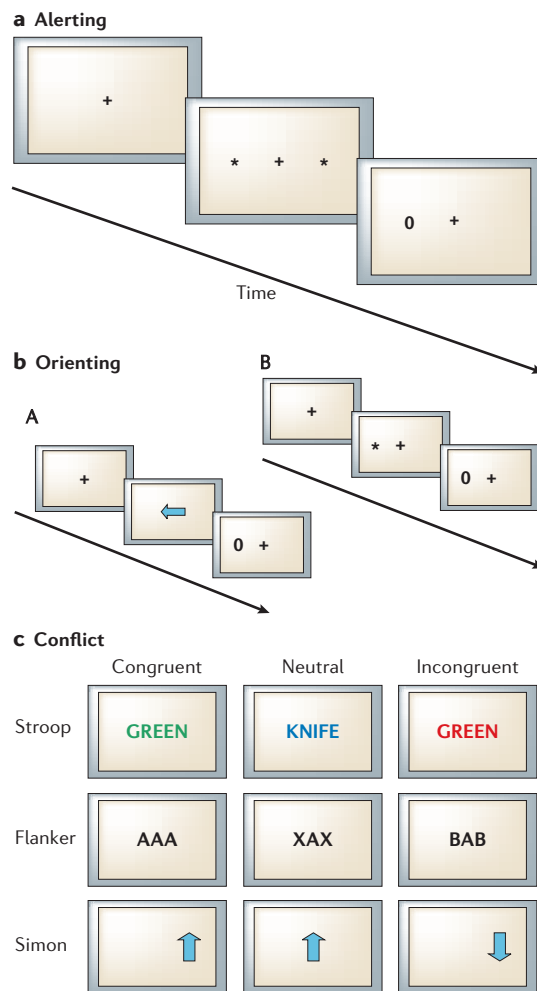 a Alerting
+
* + *
0 +
Time
b Orienting
A
+
0 +
B
+
* +
0 +
c Conflict
Congruent Neutral Incongruent
Stroop GREEN KNIFE GREEN
Flanker AAA XAX BAB
Simon